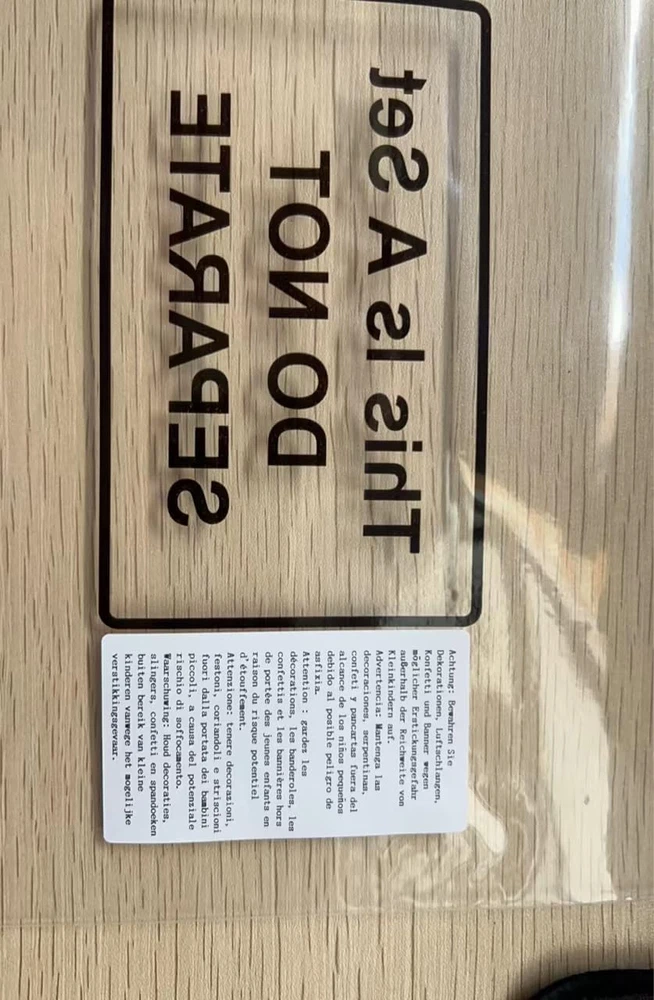 This Is A Set
DO NOT
SEPARATE
Achtung: Bewahren Sie
Dekorationen, Luftschlangen,
Konfetti und Banner wegen
möglicher Erstickungsgefahr
außerhalb der Reichweite von
Kleinkindern auf.
Advertencia: Mantenga las
decoraciones, serpentinas,
confeti y pancartas fuera del
alcance de los niños pequeños
debido al posible peligro de
asfixia.
Attention : gardez les
décorations, les banderoles, les
confettis et les bannières hors
de portés des jeunes enfants en
raison du risque potentiel
d'étouffement.
Attenzione: tenere decorazioni,
festoni, coriandoli e striscioni
fuori dalla portata dei bambini
piccoli, a causa del potenziale
rischio di soffocamento.
Waarschuwing: Houd decoraties,
slingers, confetti en spandoeken
buiten bereik van kleine
kinderen vanwege het mogelijke
verstikkingsgevaar.